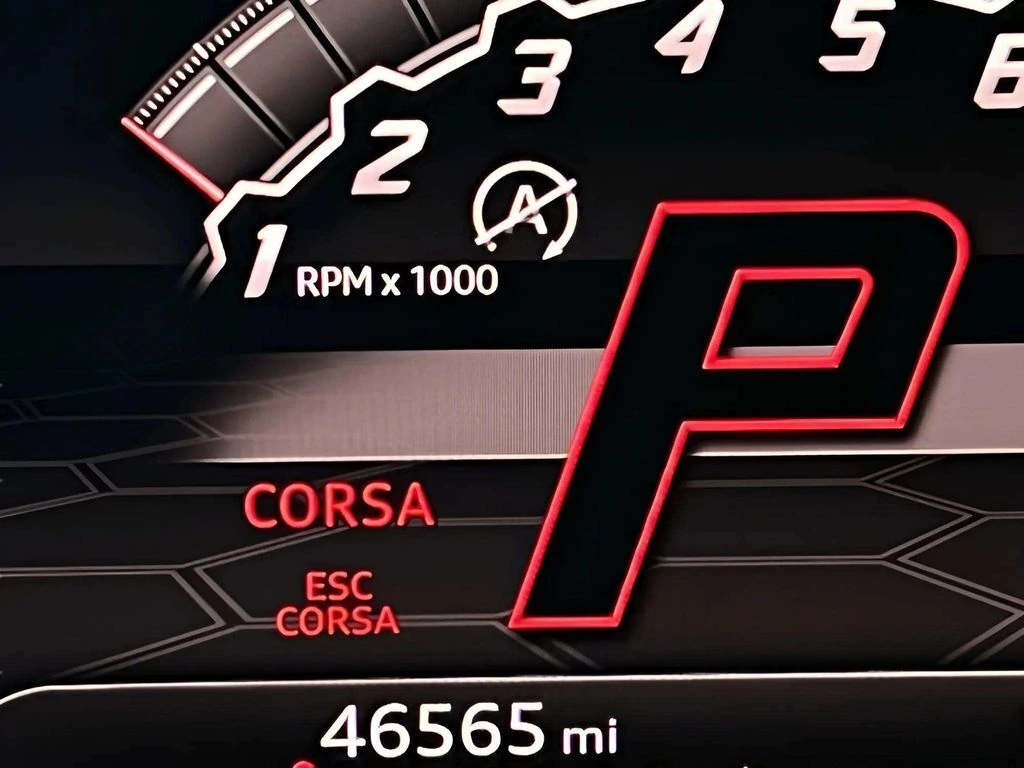 1 2 3 4 5 6
A
RPM x 1000
P
CORSA
ESC
CORSA
46565 mi